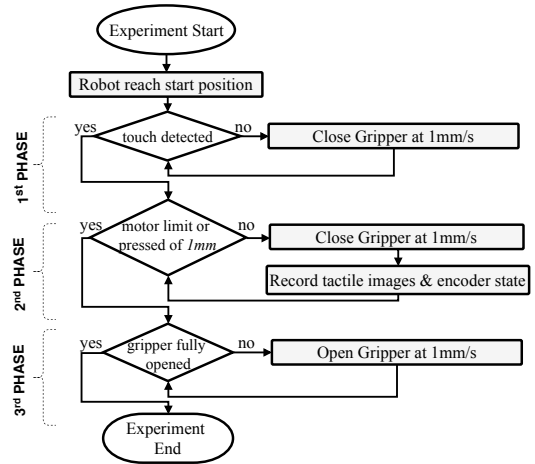 Experiment Start
Robot reach start position
1st PHASE
yes
touch detected
no
Close Gripper at 1mm/s
2nd PHASE
yes
motor limit or
pressed of 1mm
no
Close Gripper at 1mm/s
Record tactile images & encoder state
3rd PHASE
yes
gripper fully
opened
no
Open Gripper at 1mm/s
Experiment
End